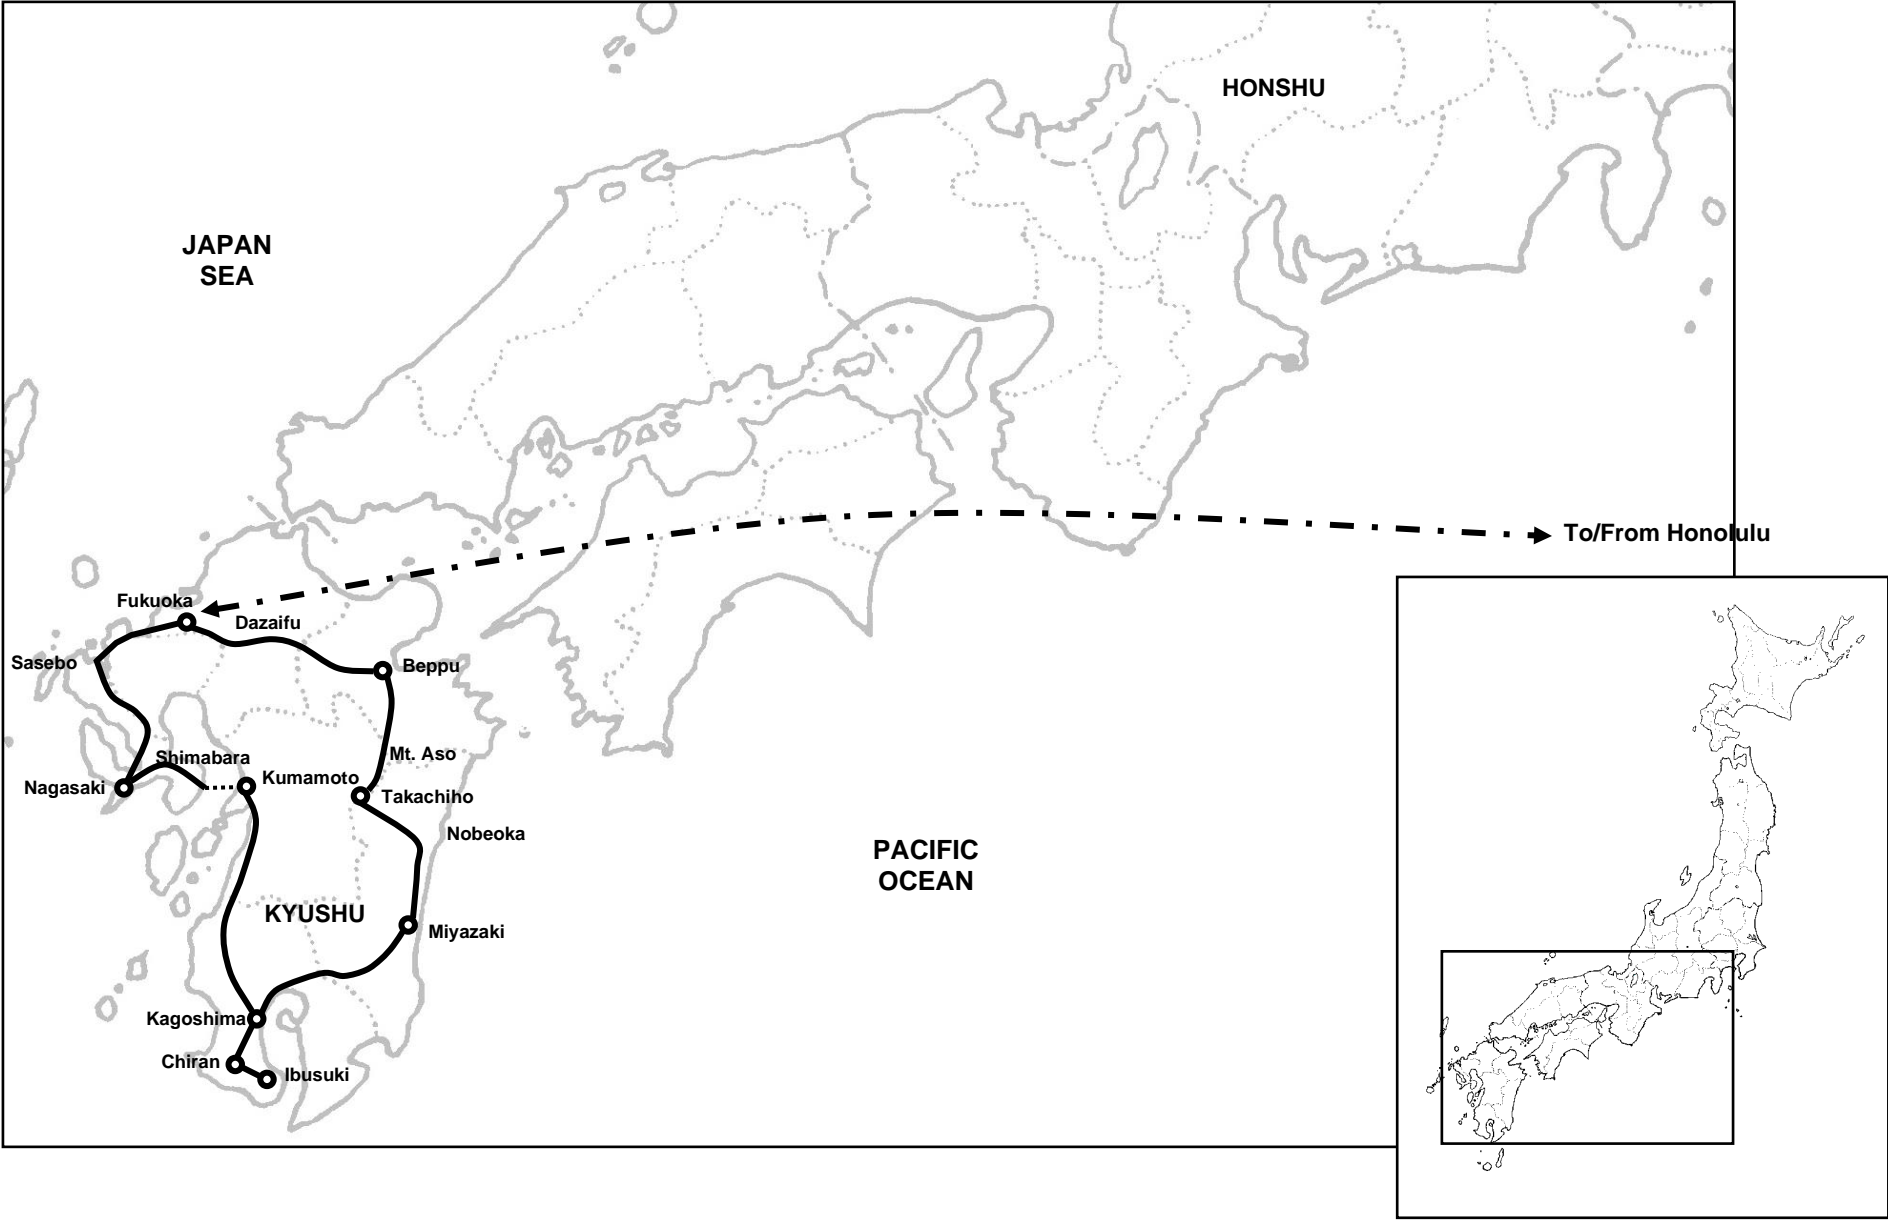 HONSHU
JAPAN
SEA
To/From Honolulu
Fukuoka
Dazaifu
Sasebo
Beppu
Mt. Aso
Shimabara
Kumamoto
Nagasaki
Takachiho
Nobeoka
PACIFIC
OCEAN
KYUSHU
Miyazaki
Kagoshima
Chiran
Ibusuki